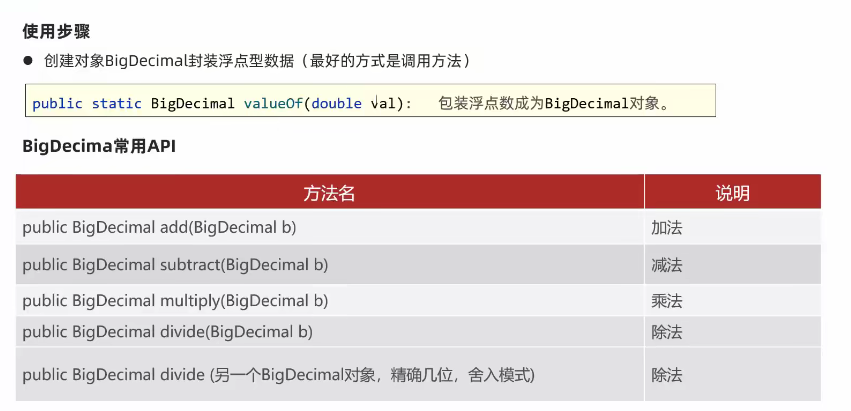 使用步骤
● 创建对象BigDecimal封装浮点型数据（最好的方式是调用方法）
public static BigDecimal valueOf(double val): 包装浮点数成为BigDecimal对象。
BigDecima常用API
方法名 说明
public BigDecimal add(BigDecimal b) 加法
public BigDecimal subtract(BigDecimal b) 减法
public BigDecimal multiply(BigDecimal b) 乘法
public BigDecimal divide(BigDecimal b) 除法
public BigDecimal divide (另一个BigDecimal对象，精确几位，舍入模式) 除法